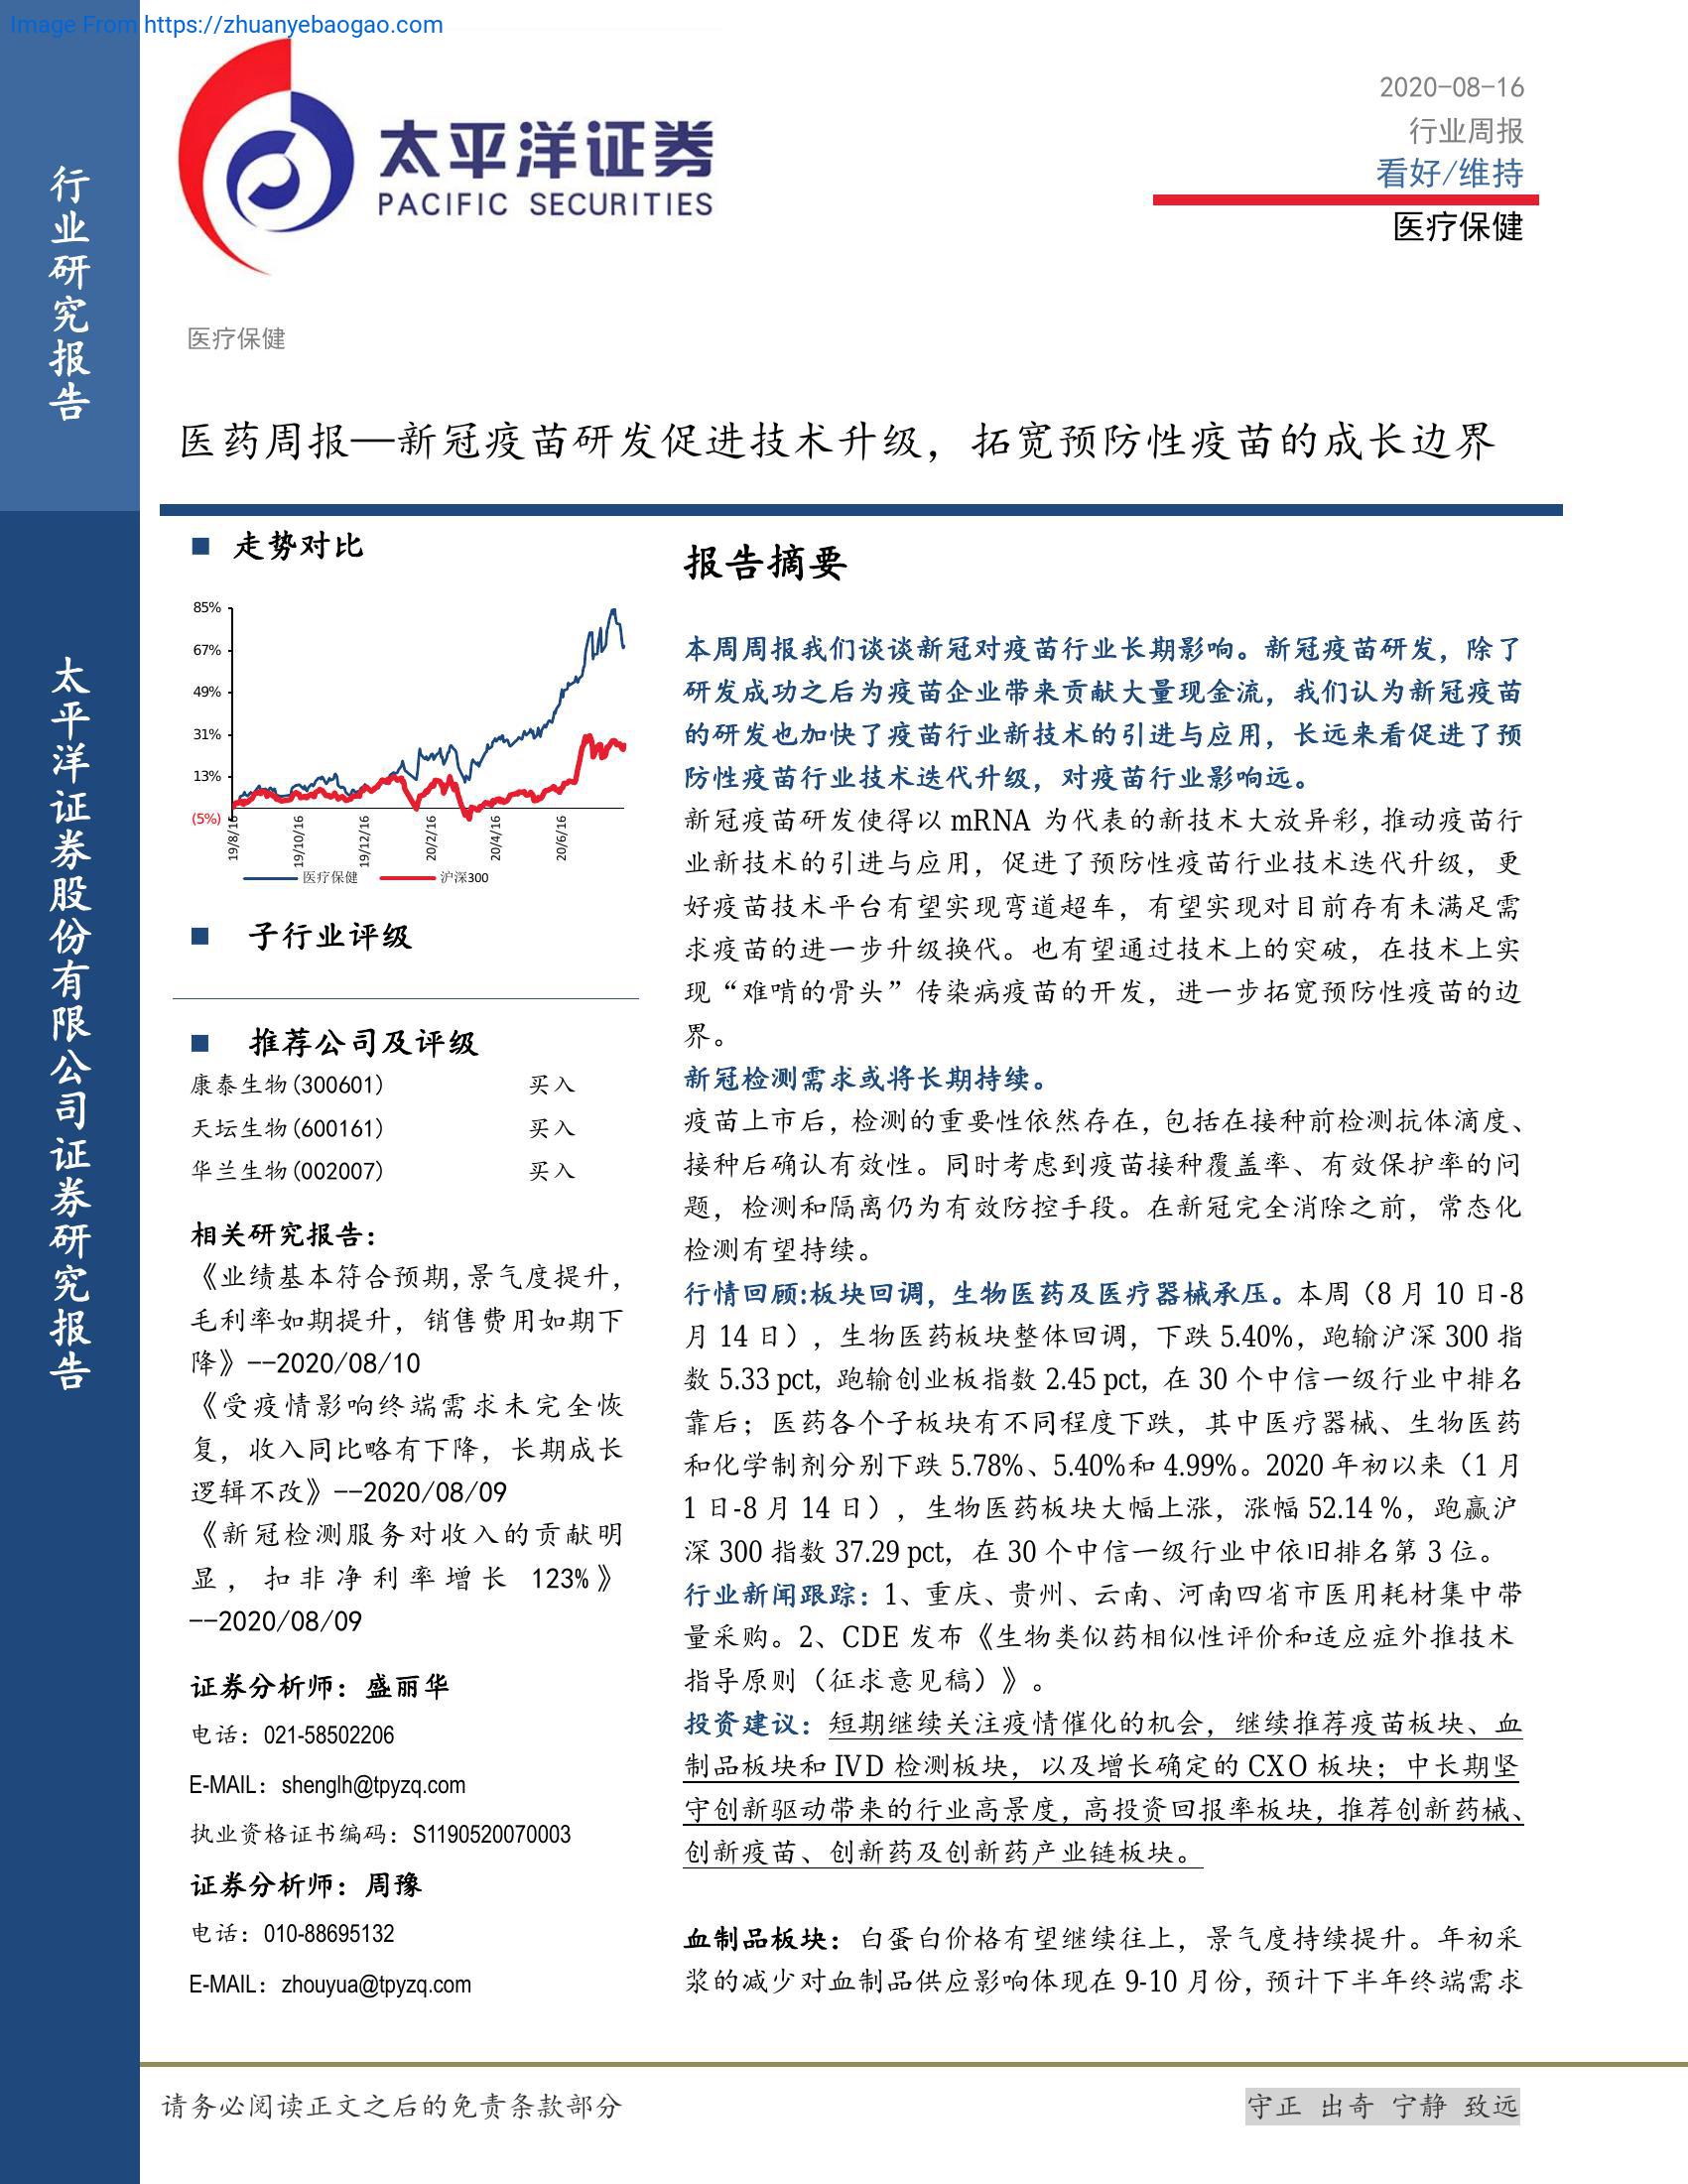 Image From https://zhuanyebaogao.com
行业研究报告
太平洋证券股份有限公司证券研究报告
太平洋证券
PACIFIC SECURITIES
2020-08-16
行业周报
看好/维持
医疗保健
医疗保健
医药周报—新冠疫苗研发促进技术升级，拓宽预防性疫苗的成长边界
■ 走势对比
85%
67%
49%
31%
13%
(5%)
19/8/16
19/10/16
19/12/16
20/2/16
20/4/16
20/6/16
医疗保健
沪深300
■ 子行业评级
■ 推荐公司及评级
康泰生物(300601) 买入
天坛生物(600161) 买入
华兰生物(002007) 买入
相关研究报告：
《业绩基本符合预期,景气度提升，
毛利率如期提升，销售费用如期下
降》--2020/08/10
《受疫情影响终端需求未完全恢
复，收入同比略有下降，长期成长
逻辑不改》--2020/08/09
《新冠检测服务对收入的贡献明
显，扣非净利率增长 123%》
--2020/08/09
证券分析师：盛丽华
电话：021-58502206
E-MAIL：shenglh@tpyzq.com
执业资格证书编码：S1190520070003
证券分析师：周豫
电话：010-88695132
E-MAIL：zhouyua@tpyzq.com
报告摘要
本周周报我们谈谈新冠对疫苗行业长期影响。新冠疫苗研发，除了
研发成功之后为疫苗企业带来贡献大量现金流，我们认为新冠疫苗
的研发也加快了疫苗行业新技术的引进与应用，长远来看促进了预
防性疫苗行业技术迭代升级，对疫苗行业影响远。
新冠疫苗研发使得以 mRNA 为代表的新技术大放异彩，推动疫苗行
业新技术的引进与应用，促进了预防性疫苗行业技术迭代升级，更
好疫苗技术平台有望实现弯道超车，有望实现对目前存有未满足需
求疫苗的进一步升级换代。也有望通过技术上的突破，在技术上实
现“难啃的骨头”传染病疫苗的开发，进一步拓宽预防性疫苗的边
界。
新冠检测需求或将长期持续。
疫苗上市后，检测的重要性依然存在，包括在接种前检测抗体滴度、
接种后确认有效性。同时考虑到疫苗接种覆盖率、有效保护率的问
题，检测和隔离仍为有效防控手段。在新冠完全消除之前，常态化
检测有望持续。
行情回顾:板块回调，生物医药及医疗器械承压。本周（8 月 10 日-8
月 14 日），生物医药板块整体回调，下跌 5.40%，跑输沪深 300 指
数 5.33 pct，跑输创业板指数 2.45 pct，在 30 个中信一级行业中排名
靠后；医药各个子板块有不同程度下跌，其中医疗器械、生物医药
和化学制剂分别下跌 5.78%、5.40%和 4.99%。2020 年初以来（1 月
1 日-8 月 14 日），生物医药板块大幅上涨，涨幅 52.14 %，跑赢沪
深 300 指数 37.29 pct，在 30 个中信一级行业中依旧排名第 3 位。
行业新闻跟踪：1、重庆、贵州、云南、河南四省市医用耗材集中带
量采购。2、CDE 发布《生物类似药相似性评价和适应症外推技术
指导原则（征求意见稿）》。
投资建议：短期继续关注疫情催化的机会，继续推荐疫苗板块、血
制品板块和 IVD 检测板块，以及增长确定的 CXO 板块；中长期坚
守创新驱动带来的行业高景度，高投资回报率板块，推荐创新药械、
创新疫苗、创新药及创新药产业链板块。
血制品板块：白蛋白价格有望继续往上，景气度持续提升。年初采
浆的减少对血制品供应影响体现在 9-10 月份，预计下半年终端需求
请务必阅读正文之后的免责条款部分
守正 出奇 宁静 致远